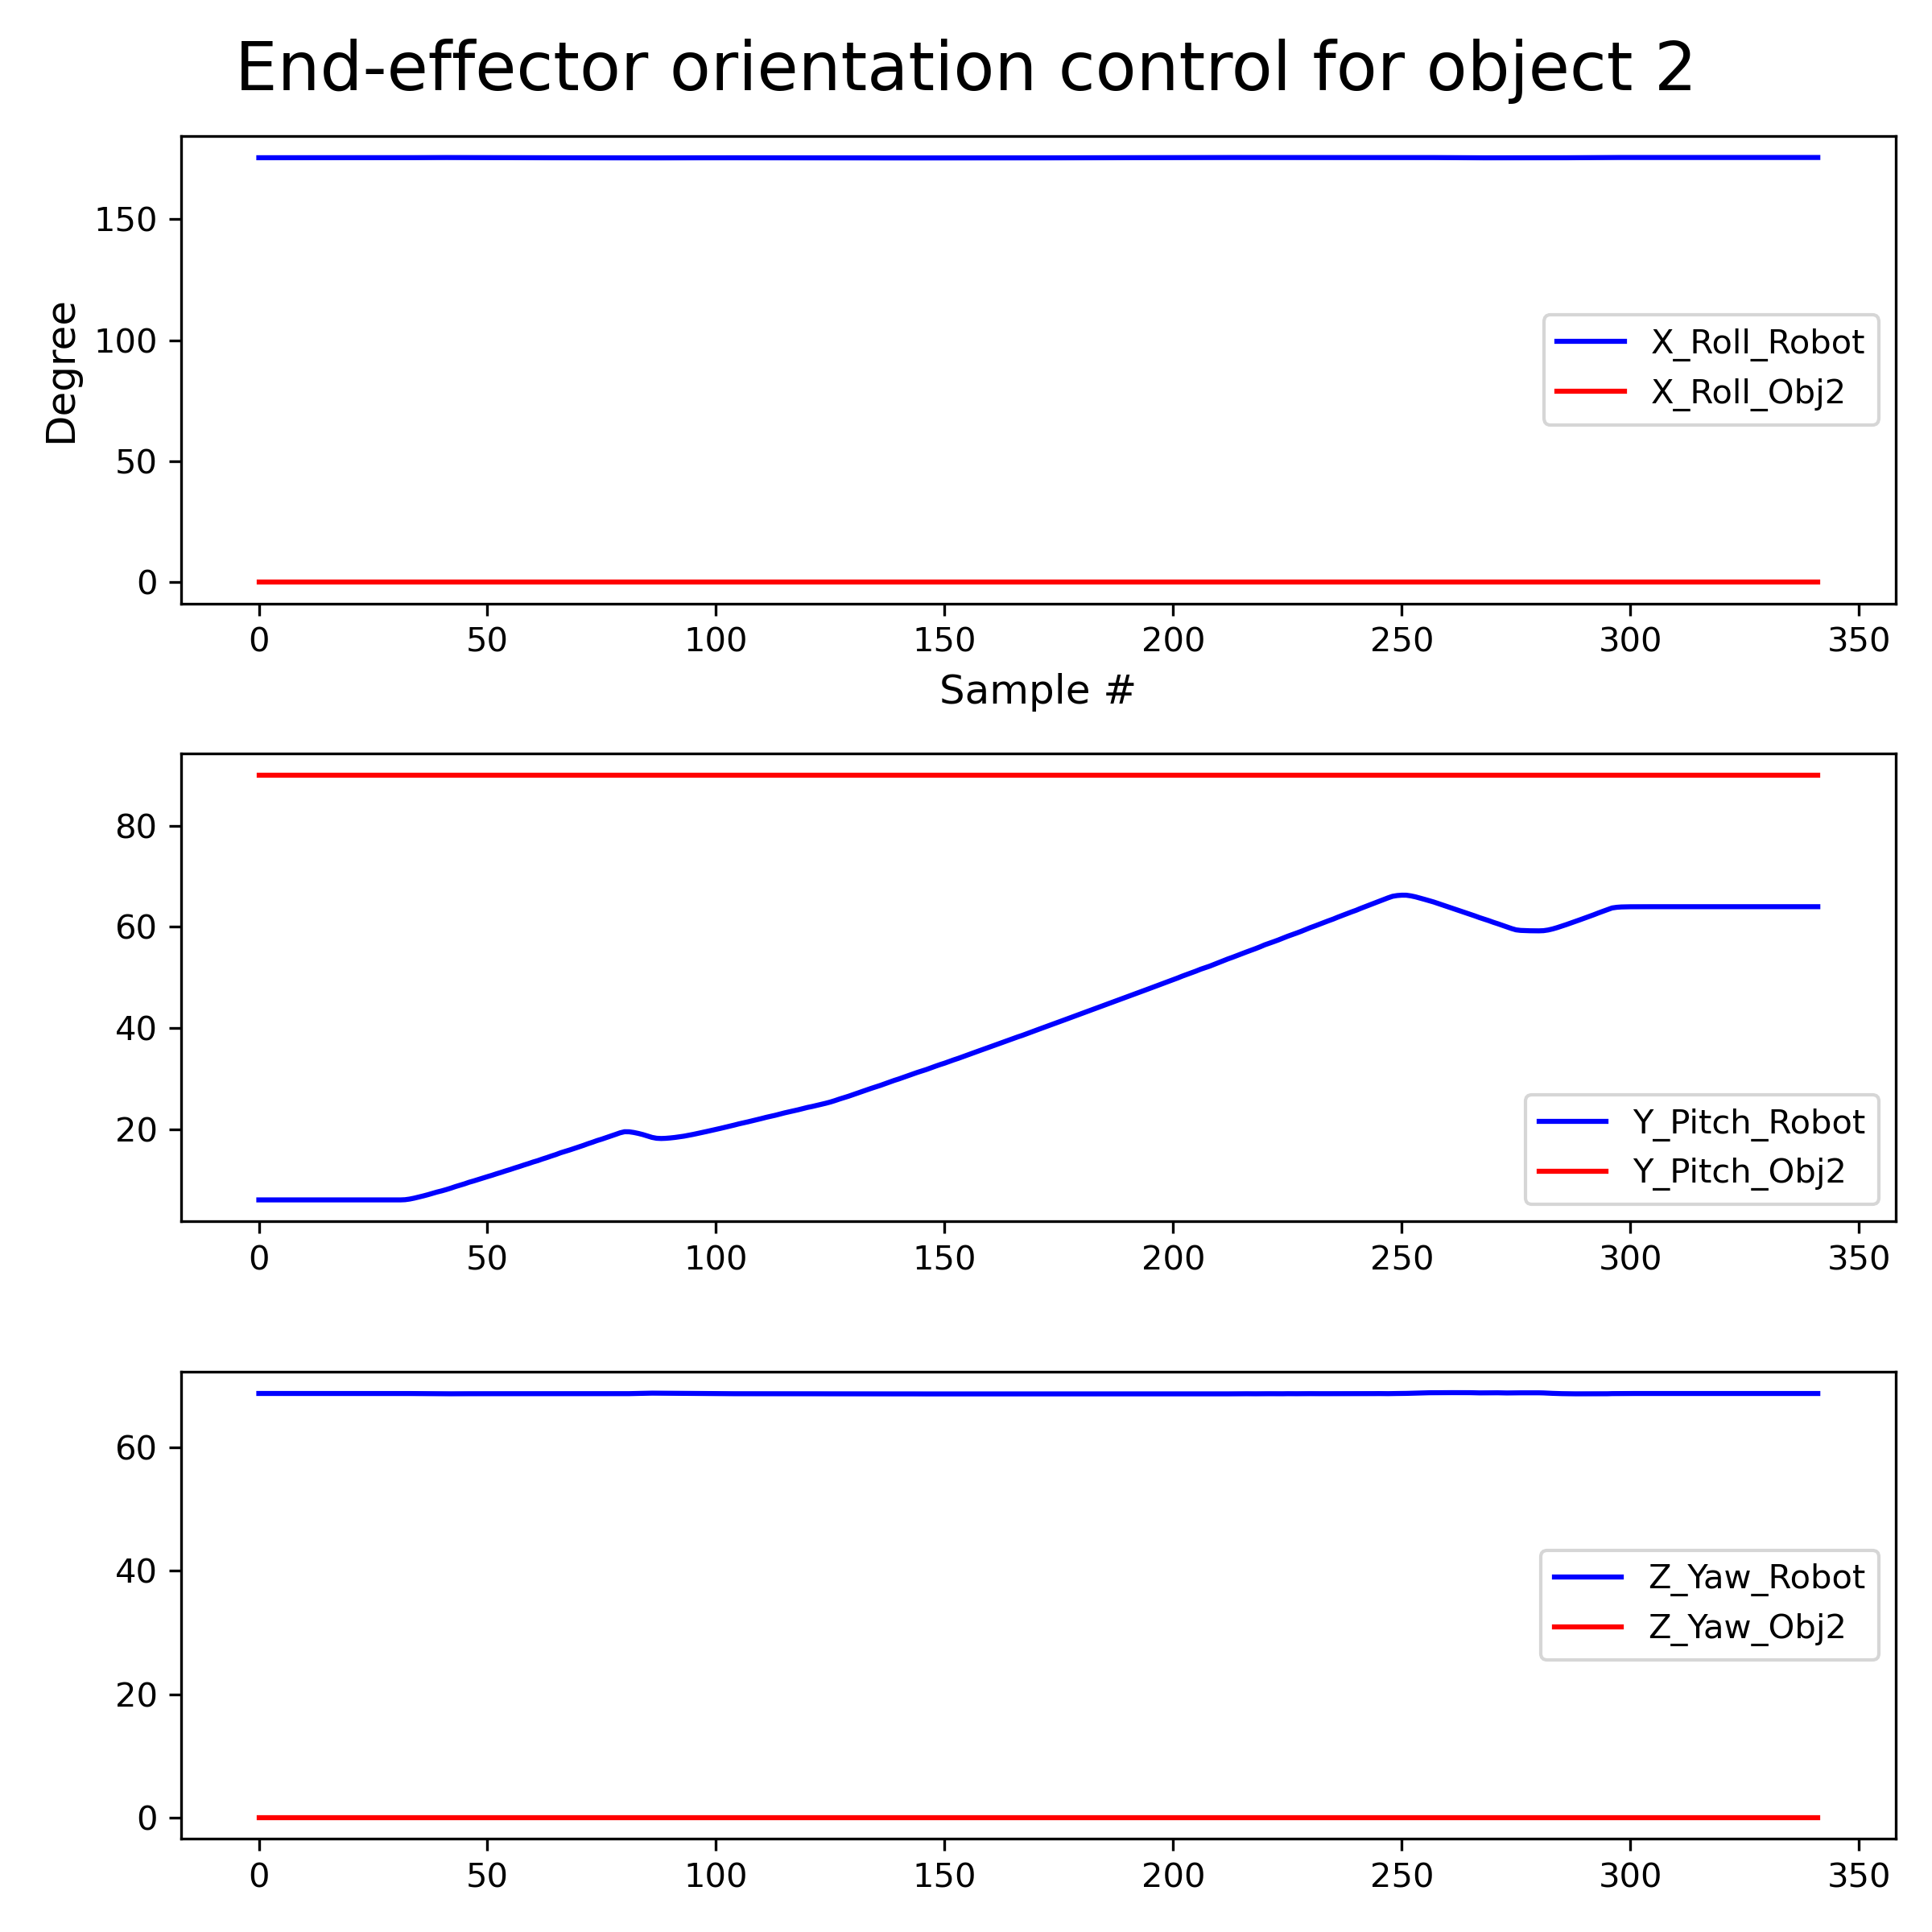 End-effector orientation control for object 2
150
100
50
0
Degree
X_Roll_Robot
X_Roll_Obj2
0 50 100 150 200 250 300 350
Sample #
80
60
40
20
Y_Pitch_Robot
Y_Pitch_Obj2
0 50 100 150 200 250 300 350
60
40
20
0
Z_Yaw_Robot
Z_Yaw_Obj2
0 50 100 150 200 250 300 350